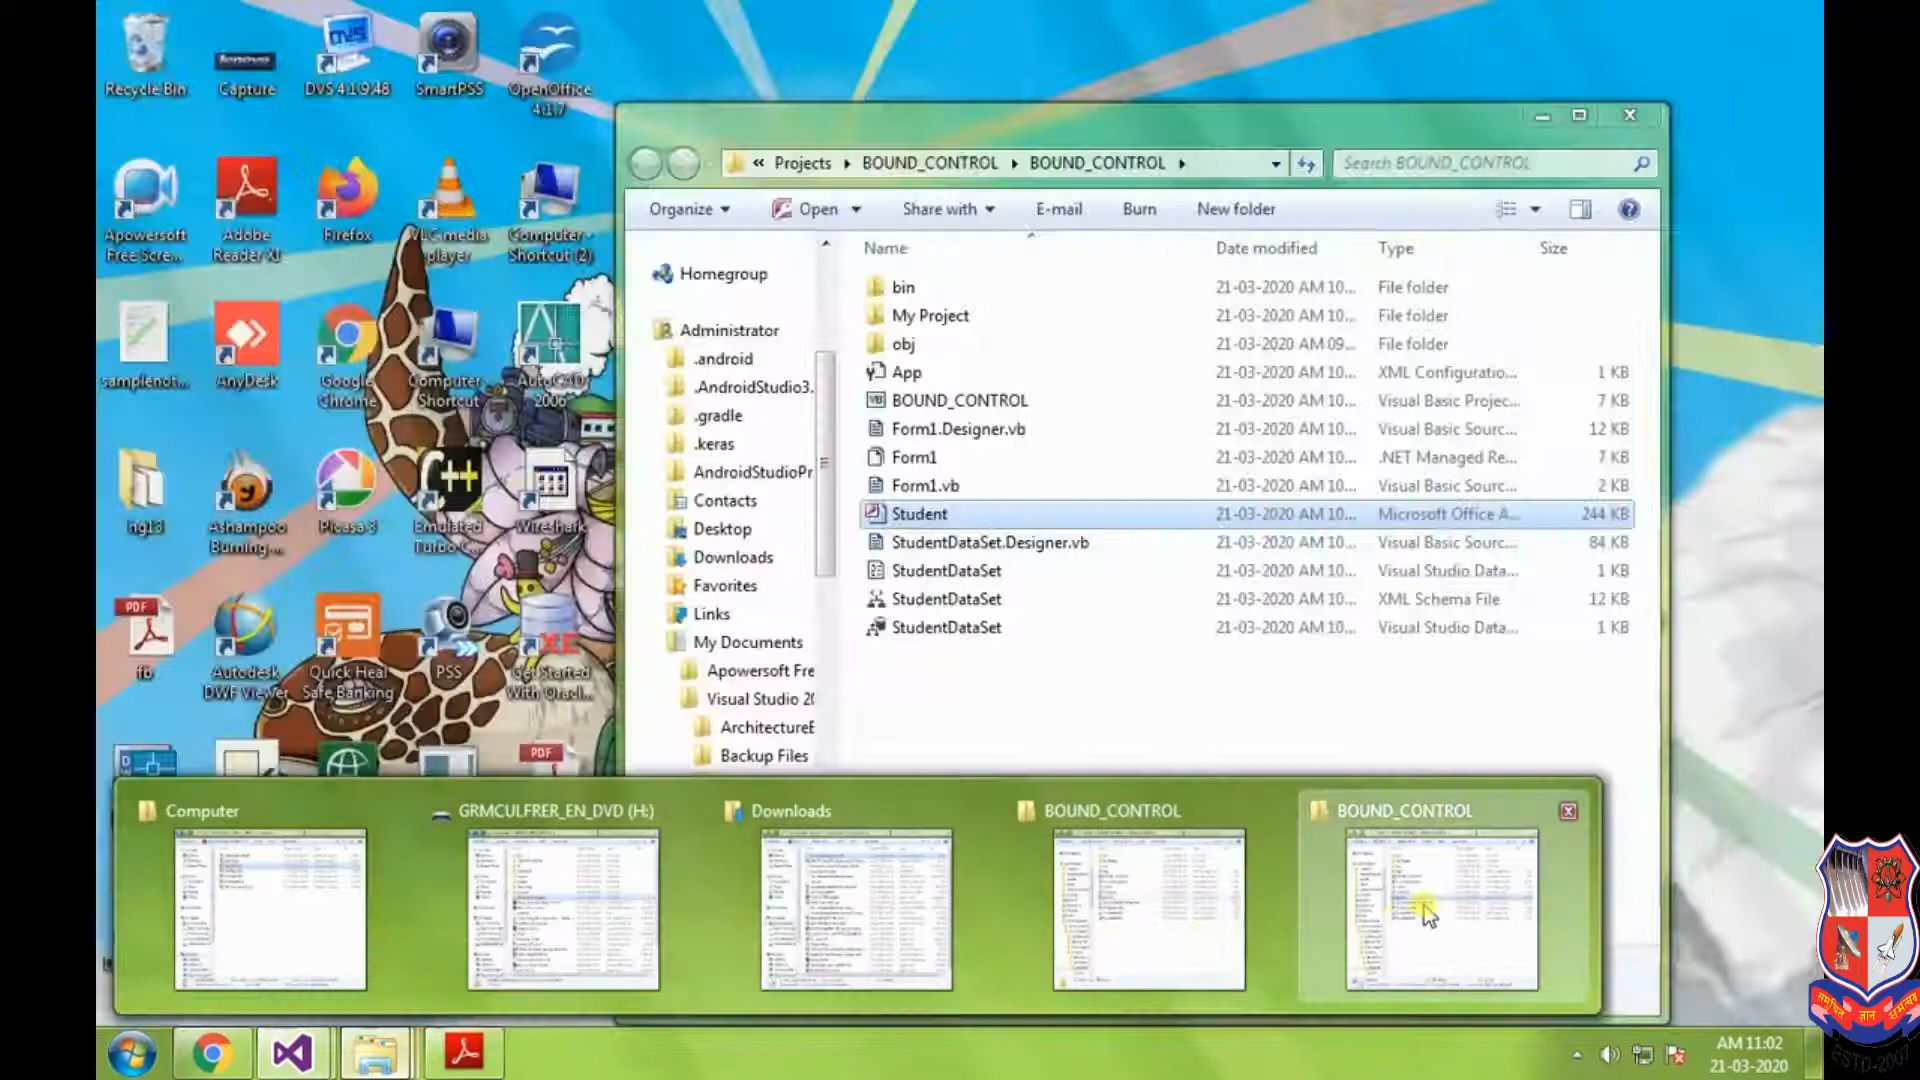 Recycle Bin
lenovo
Capture
DVS 4.1.9.48
SmartPSS
OpenOffice
4.1.7
Apowersoft
Free Scre...
Adobe
Reader XI
Firefox
VLC media
player
Computer -
Shortcut (2)
samplenot...
AnyDesk
Google
Chrome
Computer
Shortcut
AutoCAD
2006
hg13
Ashampoo
Burning...
Picasa 3
C++
Emulated
Turbo C...
Wireshark
PDF
fb
Autodesk
DWF Viewer
Quick Heal
Safe Banking
PSS
XE
Get Started
With Oracl...
PDF
« Projects BOUND_CONTROL BOUND_CONTROL
Search BOUND_CONTROL
Organize Open Share with E-mail Burn New folder
Name Date modified Type Size
Homegroup
Administrator
.android
.AndroidStudio3.
.gradle
.keras
AndroidStudioPr
Contacts
Desktop
Downloads
Favorites
Links
My Documents
Apowersoft Fre
Visual Studio 20
ArchitectureE
Backup Files
bin 21-03-2020 AM 10... File folder
My Project 21-03-2020 AM 10... File folder
obj 21-03-2020 AM 09... File folder
App 21-03-2020 AM 10... XML Configuratio... 1 KB
BOUND_CONTROL 21-03-2020 AM 10... Visual Basic Projec... 7 KB
Form1.Designer.vb 21-03-2020 AM 10... Visual Basic Sourc... 12 KB
Form1 21-03-2020 AM 10... .NET Managed Re... 7 KB
Form1.vb 21-03-2020 AM 10... Visual Basic Sourc... 2 KB
Student 21-03-2020 AM 10... Microsoft Office A... 244 KB
StudentDataSet.Designer.vb 21-03-2020 AM 10... Visual Basic Sourc... 84 KB
StudentDataSet 21-03-2020 AM 10... Visual Studio Data... 1 KB
StudentDataSet 21-03-2020 AM 10... XML Schema File 12 KB
StudentDataSet 21-03-2020 AM 10... Visual Studio Data... 1 KB
Computer
GRMCULFRER_EN_DVD (H:)
Downloads
BOUND_CONTROL
BOUND_CONTROL
AM 11:02
21-03-2020
ESTD-2007